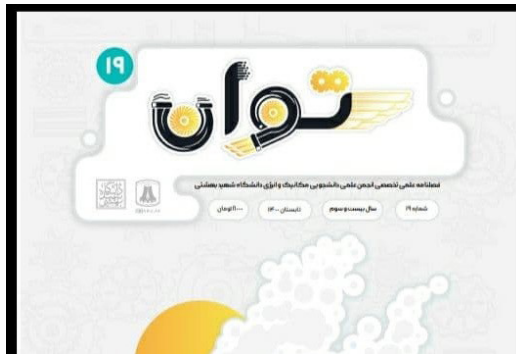 ۱۹
توان
فصلنامه علمی تخصصی انجمن علمی دانشجویی مکانیک و انرژی دانشگاه شهید بهشتی
شماره ۱۹ سال بیست و سوم تابستان ۱۴۰۰ تومان